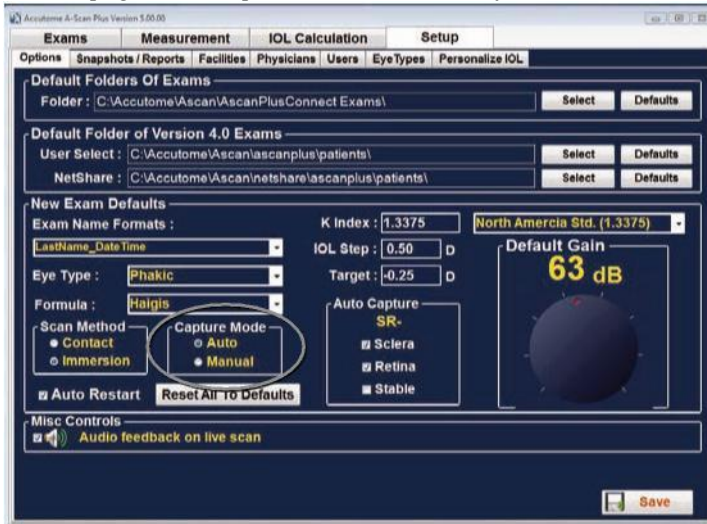 Accutome A-Scan Plus Version 5.00.00
Exams Measurement IOL Calculation Setup
Options Snapshots / Reports Facilities Physicians Users EyeTypes Personalize IOL
Default Folders Of Exams
Folder : C:\Accutome\Ascan\AscanPlusConnect Exams\ Select Defaults
Default Folder of Version 4.0 Exams
User Select : C:\Accutome\Ascan\ascanplus\patients\ Select Defaults
NetShare : C:\Accutome\Ascan\netshare\ascanplus\patients\ Select Defaults
New Exam Defaults
Exam Name Formats : K Index : 1.3375 North Amercia Std. (1.3375)
LastName_DateTime IOL Step : 0.50 D Default Gain
Eye Type : Phakic Target : -0.25 D 63 dB
Formula : Haigis Auto Capture
Scan Method Capture Mode SR-
Contact Auto Sclera
Immersion Manual Retina
Auto Restart Reset All To Defaults Stable
Misc Controls
Audio feedback on live scan
Save